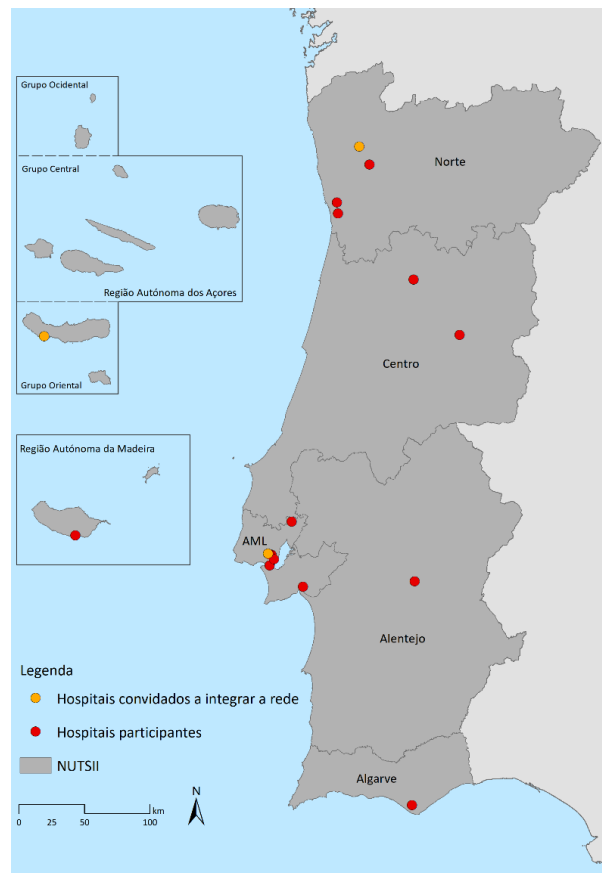 Grupo Ocidental
Grupo Central
Região Autónoma dos Açores
Grupo Oriental
Região Autónoma da Madeira
Norte
Centro
AML
Alentejo
Algarve
Legenda
Hospitais convidados a integrar a rede
Hospitais participantes
NUTSII
N
km
0 25 50 100